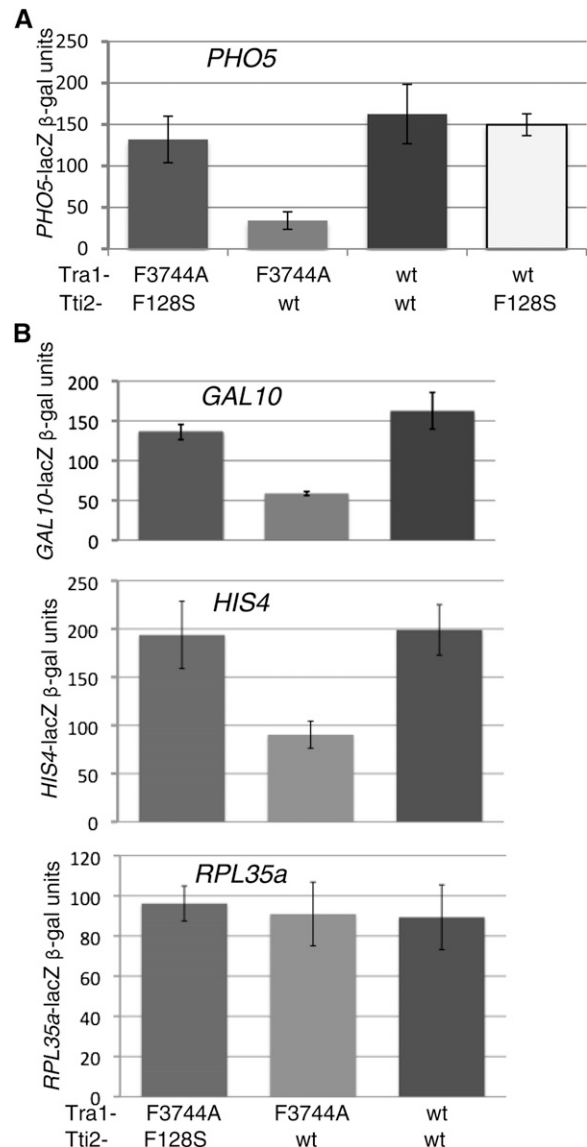 A
PHO5
PHO5-lacZ β-gal units
250
200
150
100
50
0
Tra1- F3744A F3744A wt wt
Tti2- F128S wt wt F128S
B
GAL10
GAL10-lacZ β-gal units
200
150
100
50
0
HIS4
HIS4-lacZ β-gal units
250
200
150
100
50
0
RPL35a
RPL35a-lacZ β-gal units
120
100
80
60
40
20
0
Tra1- F3744A F3744A wt
Tti2- F128S wt wt